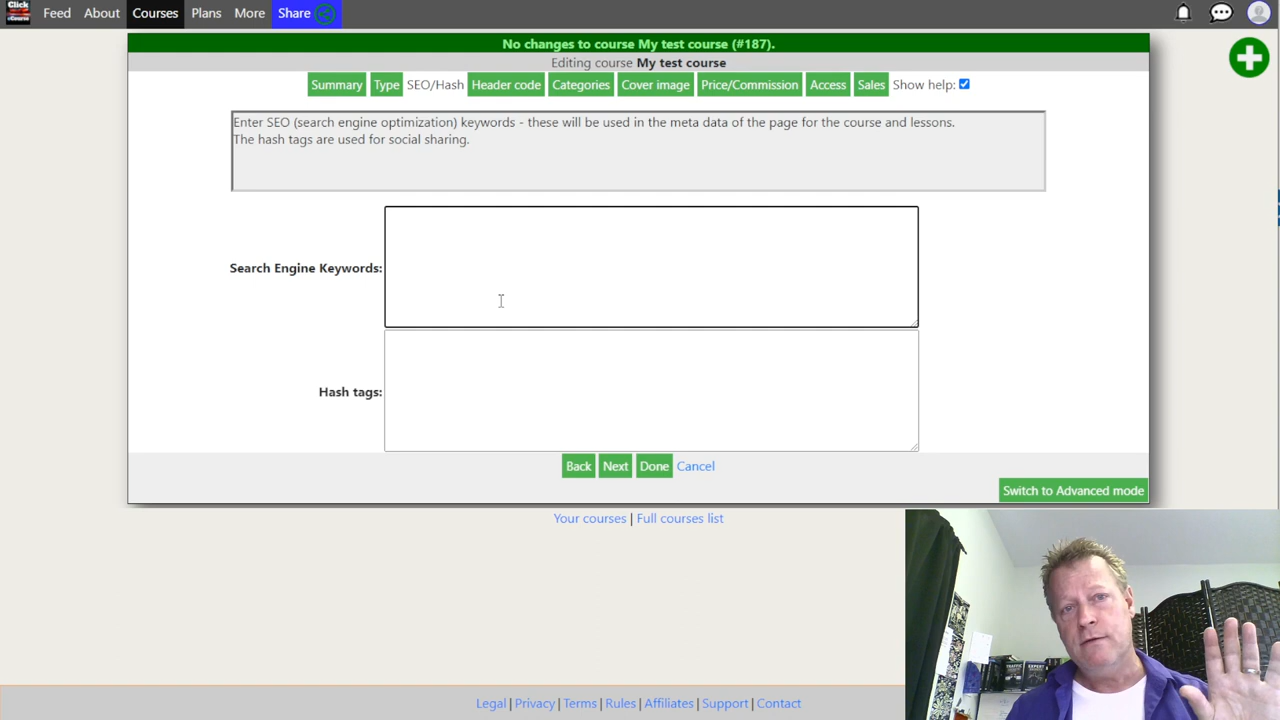 Click
eCourse
Feed About Courses Plans More Share
No changes to course My test course (#187).
Editing course My test course
Summary Type SEO/Hash Header code Categories Cover image Price/Commission Access Sales Show help:
Enter SEO (search engine optimization) keywords - these will be used in the meta data of the page for the course and lessons.
The hash tags are used for social sharing.
Search Engine Keywords:
Hash tags:
Back Next Done Cancel
Switch to Advanced mode
Your courses | Full courses list
TRAFFIC EXPERT
Legal | Privacy | Terms | Rules | Affiliates | Support | Contact